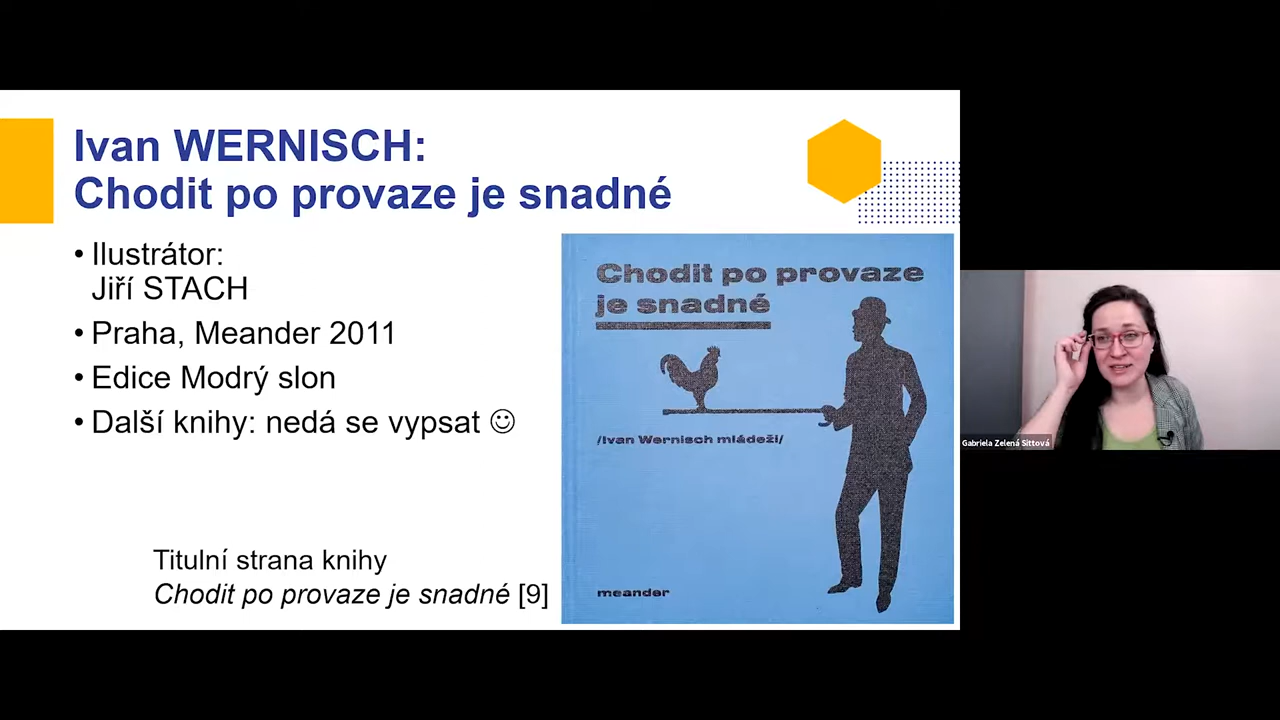 Ivan WERNISCH:
Chodit po provaze je snadné
• Ilustrátor:
Jiří STACH
• Praha, Meander 2011
• Edice Modrý slon
• Další knihy: nedá se vypsat ☺
Titulní strana knihy
Chodit po provaze je snadné [9]
Chodit po provaze
je snadné
/Ivan Wernisch mládeži/
meander
Gabriela Zelená Sittová